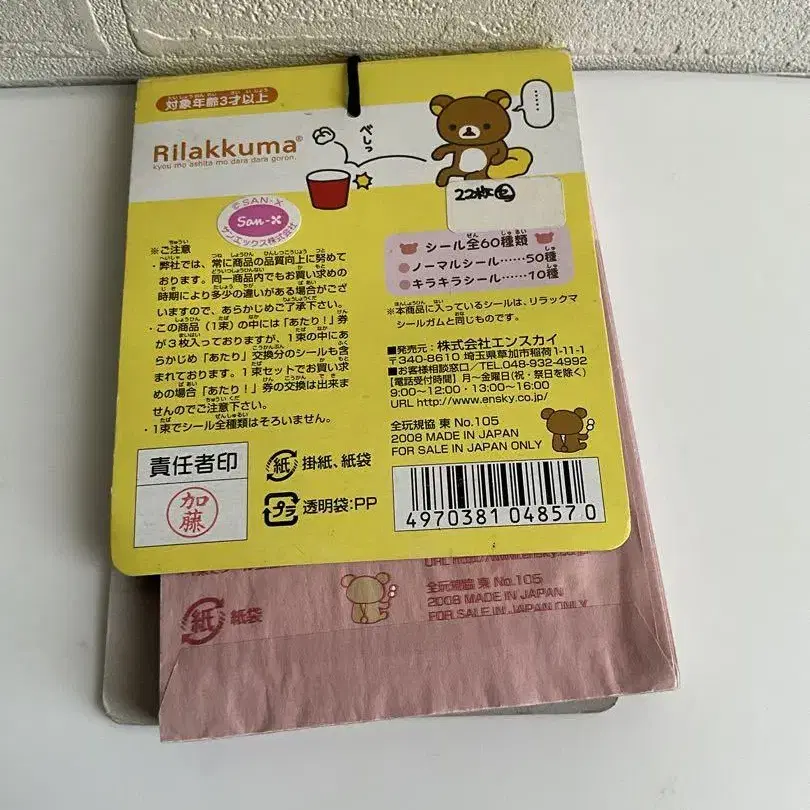 対象年齢3才以上
Rilakkuma®
kyou mo ashita mo dara dara goron.
べしっ
……
22枚
©SAN-X
San-X
サンエックス株式会社
※ご注意
・弊社では、常に商品の品質向上に努めて
おります。同一商品内でもお買い求めの
時期により多少の違いがある場合がござ
いますので、あらかじめご了承下さい。
・この商品(1束)の中には「あたり!」券
が3枚入っておりますが、1束の中にあ
らかじめ「あたり」交換分のシールも含
まれております。1束セットでお買い求
めの場合「あたり!」券の交換は出来ま
せんのでご注意下さい。
・1束でシール全種類はそろいません。
シール全60種類
ノーマルシール……50種
キラキラシール……10種
※本商品に入っているシールは、リラックマ
シールガムと同じものです。
■発売元:株式会社エンスカイ
〒340-8610 埼玉県草加市稲荷1-11-1
■お客様相談窓口/TEL.048-932-4992
【電話受付時間】月〜金曜日(祝・祭日を除く)
9:00〜12:00・13:00〜16:00
URL http://www.ensky.co.jp/
全玩規協 東 No.105
2008 MADE IN JAPAN
FOR SALE IN JAPAN ONLY
責任者印
加藤
紙 掛紙、紙袋
プラ 透明袋:PP
4970381048570
全玩規協 東 No.105
2008 MADE IN JAPAN
FOR SALE IN JAPAN ONLY
紙 紙袋